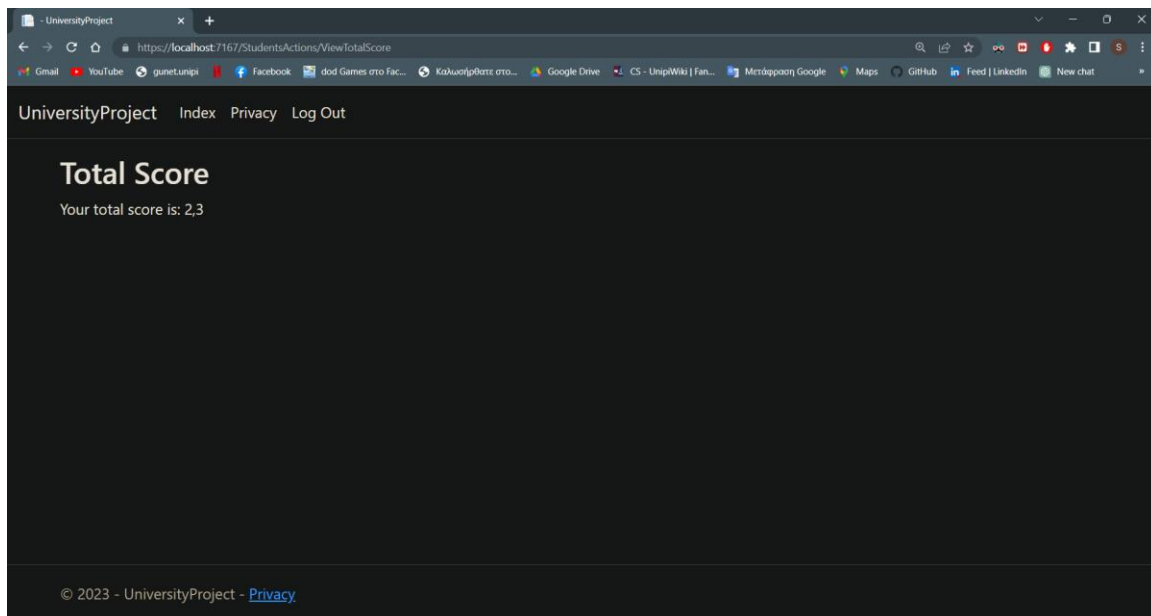 - UniversityProject
https://localhost:7167/StudentsActions/ViewTotalScore
S
Gmail YouTube gunet.unipi Facebook dod Games στο Fac... Καλωσήρθατε στο... Google Drive CS - UnipiWiki | Fan... Μετάφραση Google Maps GitHub Feed | LinkedIn New chat »
UniversityProject Index Privacy Log Out
Total Score
Your total score is: 2,3
© 2023 - UniversityProject - Privacy